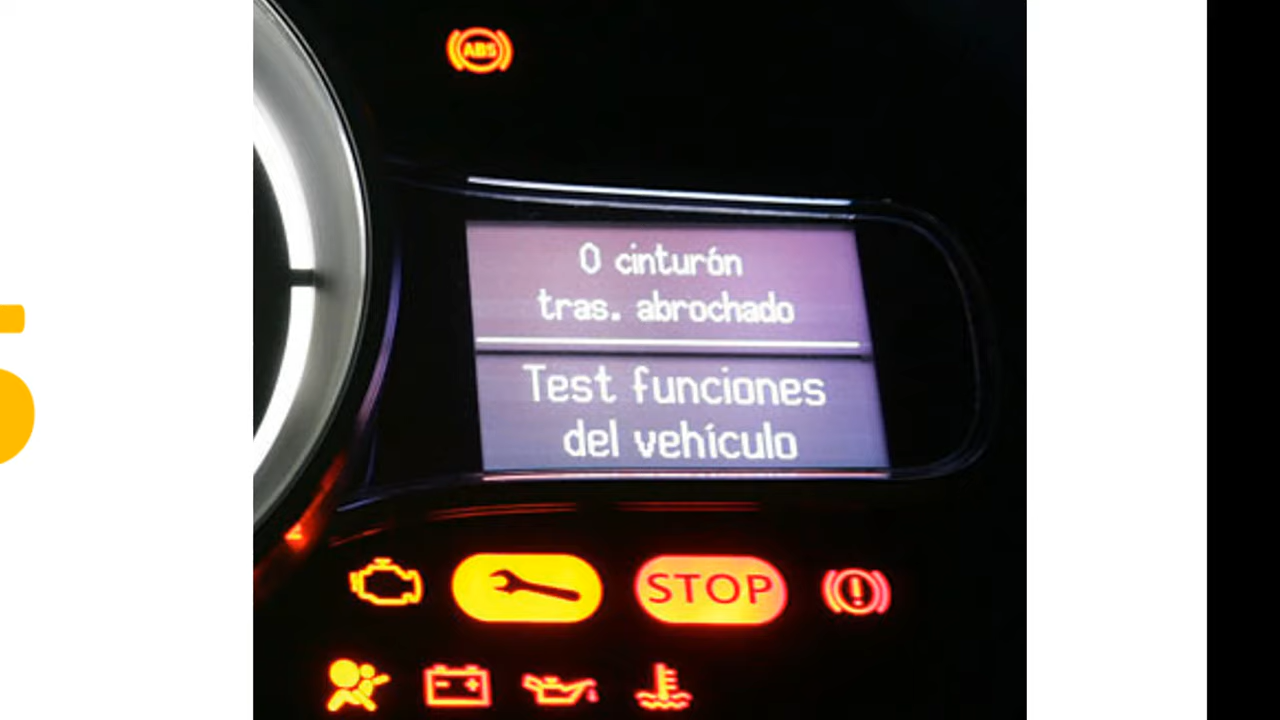 ABS
0 cinturón
tras. abrochado
Test funciones
del vehículo
STOP